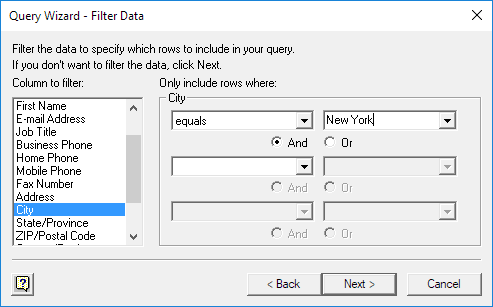 Query Wizard - Filter Data
Filter the data to specify which rows to include in your query.
If you don't want to filter the data, click Next.
Column to filter:
Only include rows where:
First Name
E-mail Address
Job Title
Business Phone
Home Phone
Mobile Phone
Fax Number
Address
City
State/Province
ZIP/Postal Code
City
equals
New York
And
Or
And
Or
And
Or
?
< Back
Next >
Cancel